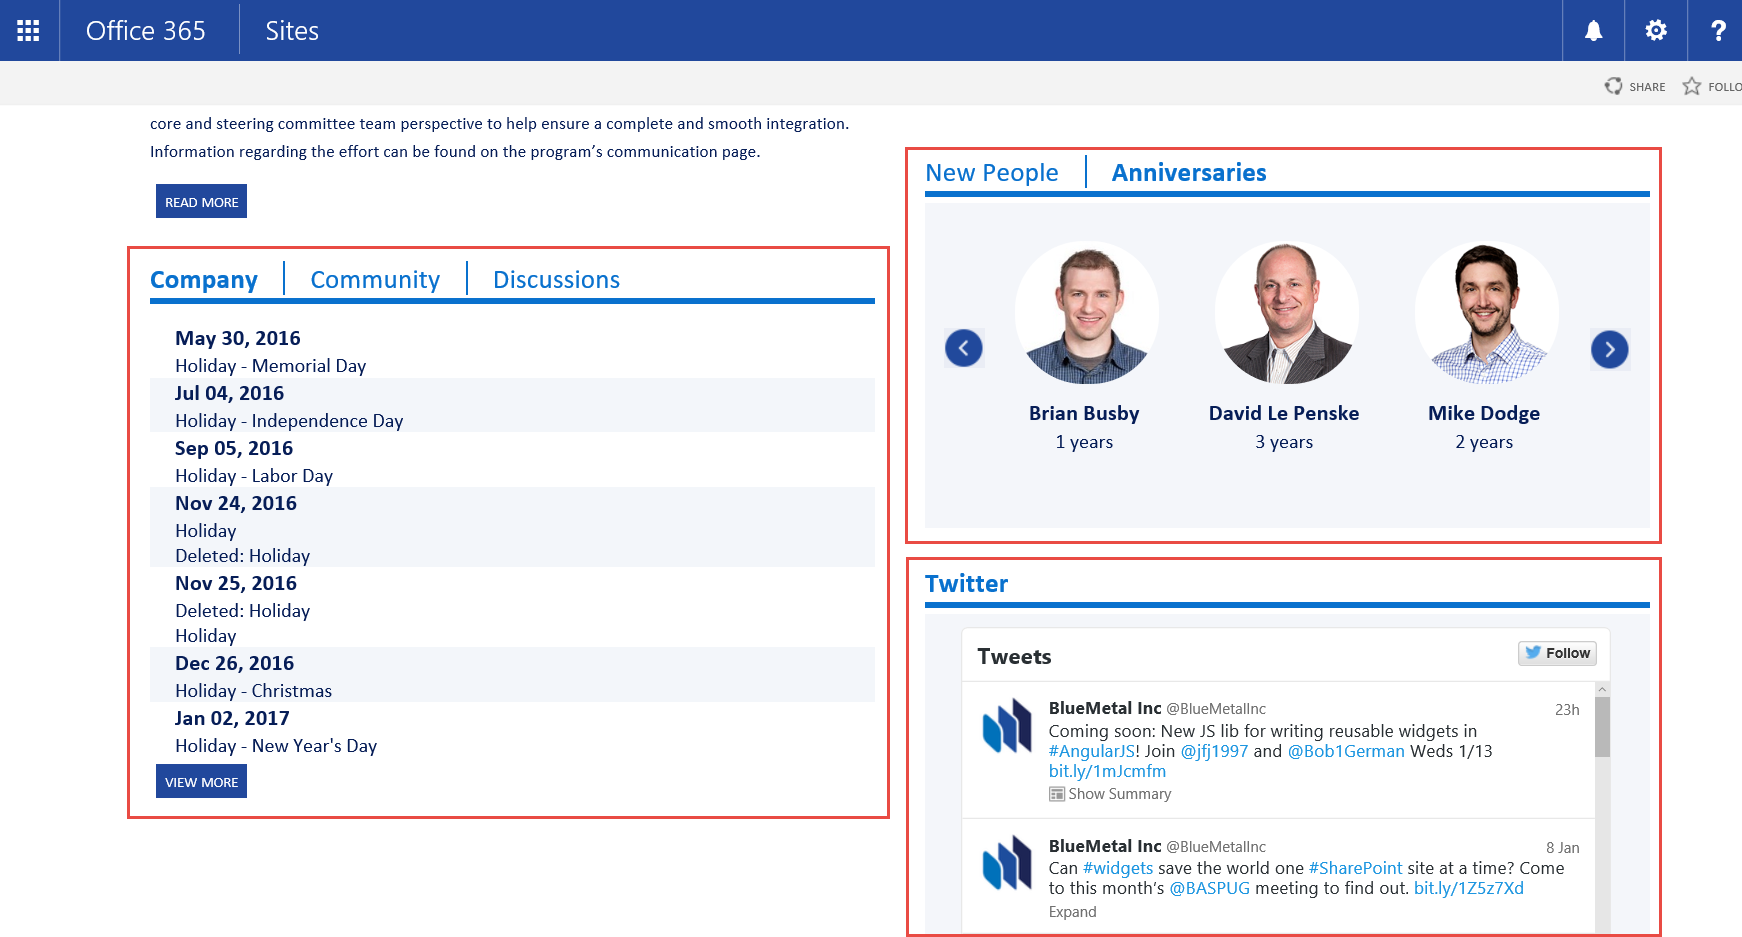 Office 365
Sites
?
SHARE
FOLLO
core and steering committee team perspective to help ensure a complete and smooth integration.
Information regarding the effort can be found on the program’s communication page.
READ MORE
Company
Community
Discussions
May 30, 2016
Holiday - Memorial Day
Jul 04, 2016
Holiday - Independence Day
Sep 05, 2016
Holiday - Labor Day
Nov 24, 2016
Holiday
Deleted: Holiday
Nov 25, 2016
Deleted: Holiday
Holiday
Dec 26, 2016
Holiday - Christmas
Jan 02, 2017
Holiday - New Year's Day
VIEW MORE
New People
Anniversaries
Brian Busby
1 years
David Le Penske
3 years
Mike Dodge
2 years
Twitter
Tweets
Follow
BlueMetal Inc @BlueMetalInc
23h
Coming soon: New JS lib for writing reusable widgets in
#AngularJS! Join @jfj1997 and @Bob1German Weds 1/13
bit.ly/1mJcmfm
Show Summary
BlueMetal Inc @BlueMetalInc
8 Jan
Can #widgets save the world one #SharePoint site at a time? Come
to this month’s @BASPUG meeting to find out. bit.ly/1Z5z7Xd
Expand